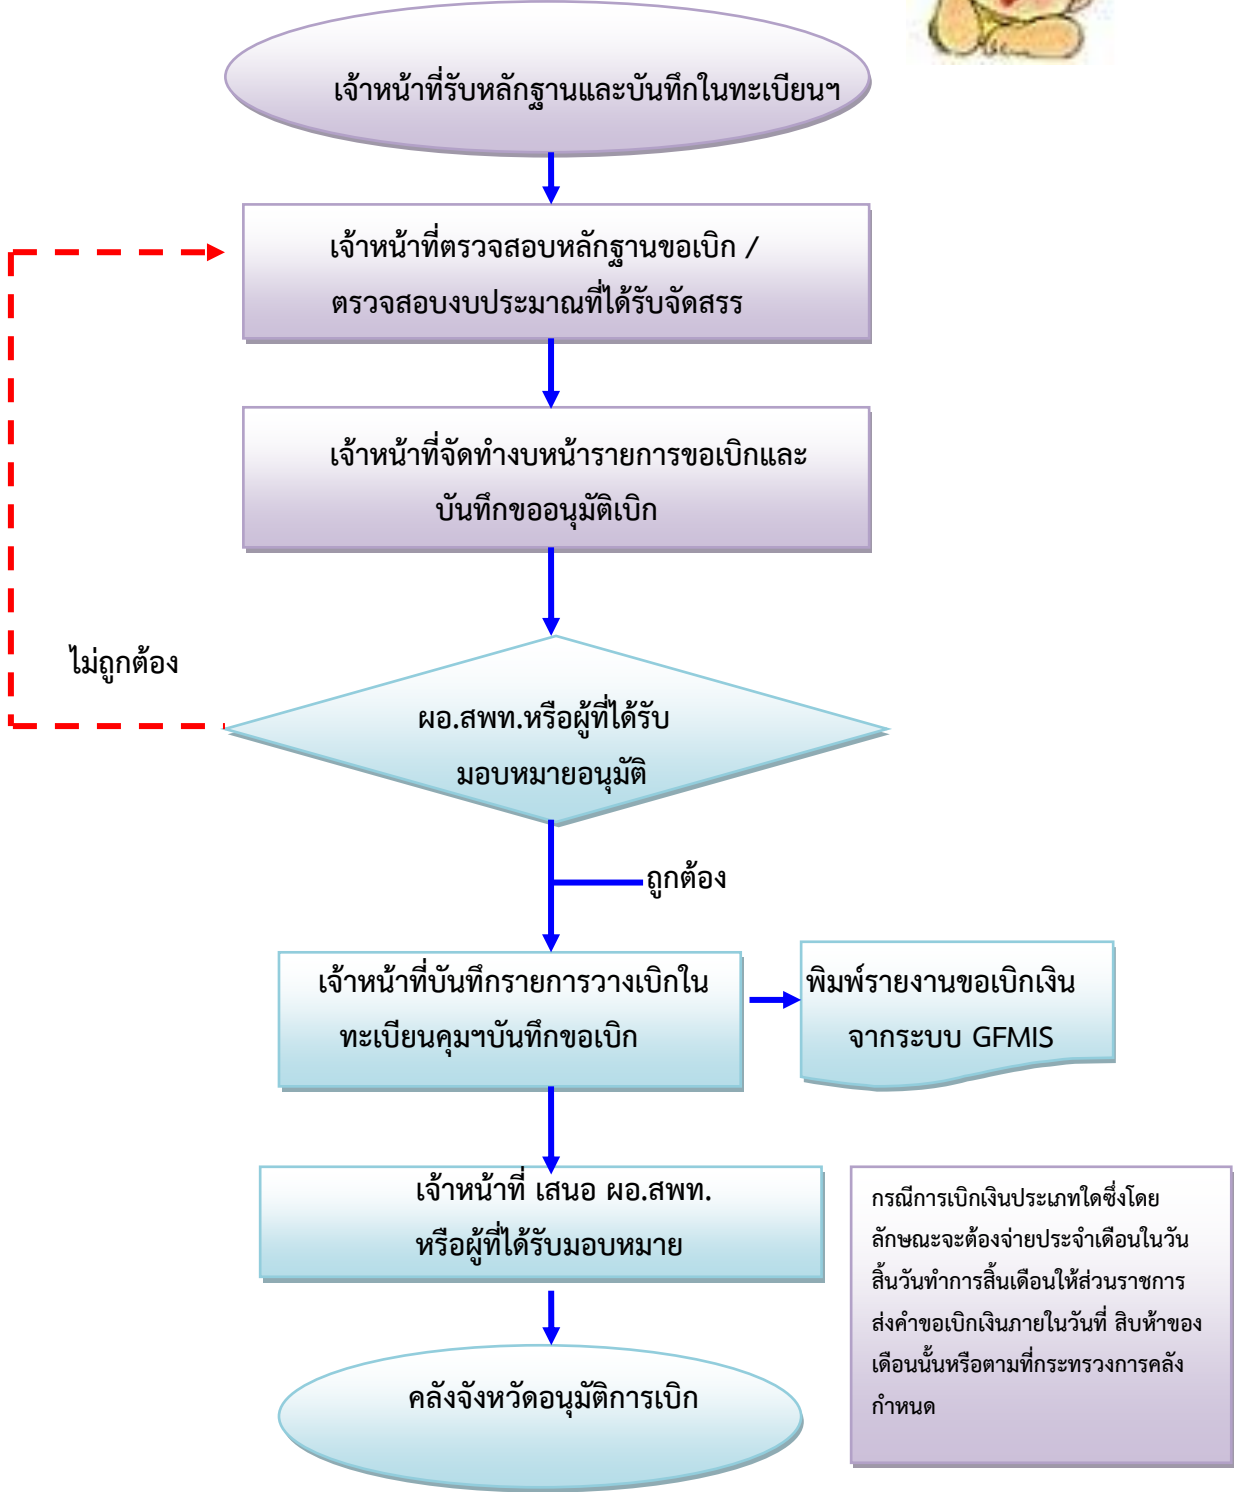 เจ้าหน้าที่รับหลักฐานและบันทึกในทะเบียนฯ
เจ้าหน้าที่ตรวจสอบหลักฐานขอเบิก /
ตรวจสอบงบประมาณที่ได้รับจัดสรร
เจ้าหน้าที่จัดทำงบหน้ารายการขอเบิกและ
บันทึกขออนุมัติเบิก
ไม่ถูกต้อง
ผอ.สพท.หรือผู้ที่ได้รับ
มอบหมายอนุมัติ
ถูกต้อง
เจ้าหน้าที่บันทึกรายการวางเบิกใน
ทะเบียนคุมฯบันทึกขอเบิก
พิมพ์รายงานขอเบิกเงิน
จากระบบ GFMIS
เจ้าหน้าที่ เสนอ ผอ.สพท.
หรือผู้ที่ได้รับมอบหมาย
กรณีการเบิกเงินประเภทใดซึ่งโดย
ลักษณะจะต้องจ่ายประจำเดือนในวัน
สิ้นวันทำการสิ้นเดือนให้ส่วนราชการ
ส่งคำขอเบิกเงินภายในวันที่ สิบห้าของ
เดือนนั้นหรือตามที่กระทรวงการคลัง
กำหนด
คลังจังหวัดอนุมัติการเบิก